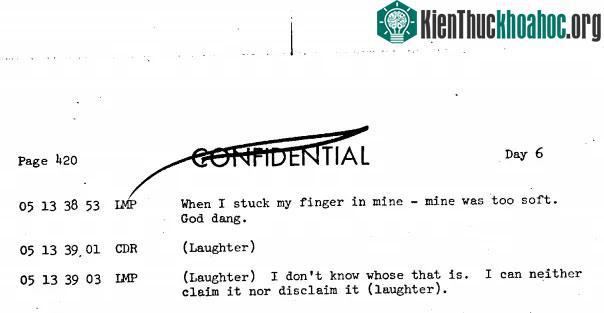 KienThuckhoahoc.org
Page 420 CONFIDENTIAL Day 6
05 13 38 53 LMP When I stuck my finger in mine - mine was too soft.
God dang.
05 13 39 01 CDR (Laughter)
05 13 39 03 LMP (Laughter) I don't know whose that is. I can neither
claim it nor disclaim it (laughter).